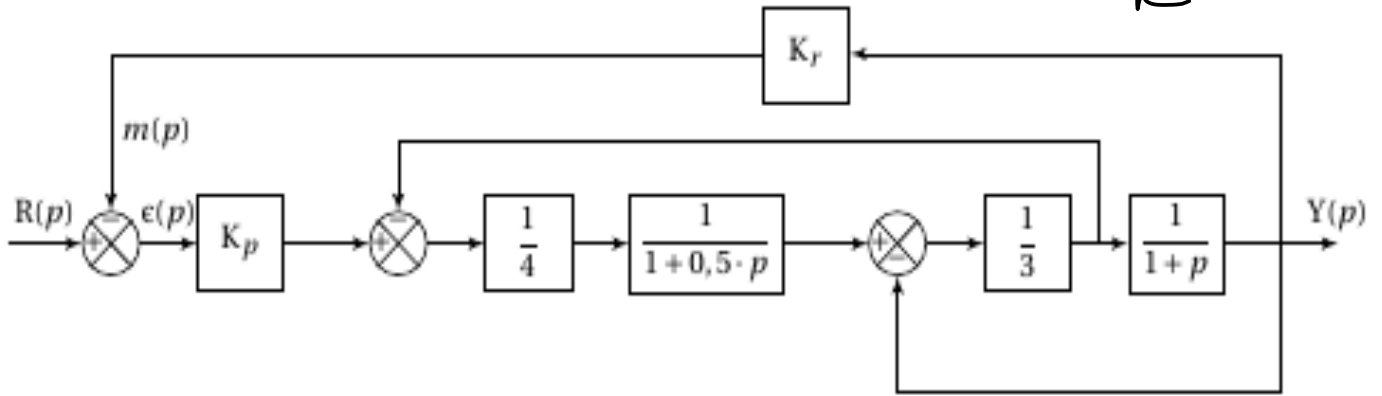 K_r
m(p)
R(p)
ϵ(p)
+
−
K_p
+
−
1/4
1/(1+0,5·p)
+
−
1/3
1/(1+p)
Y(p)